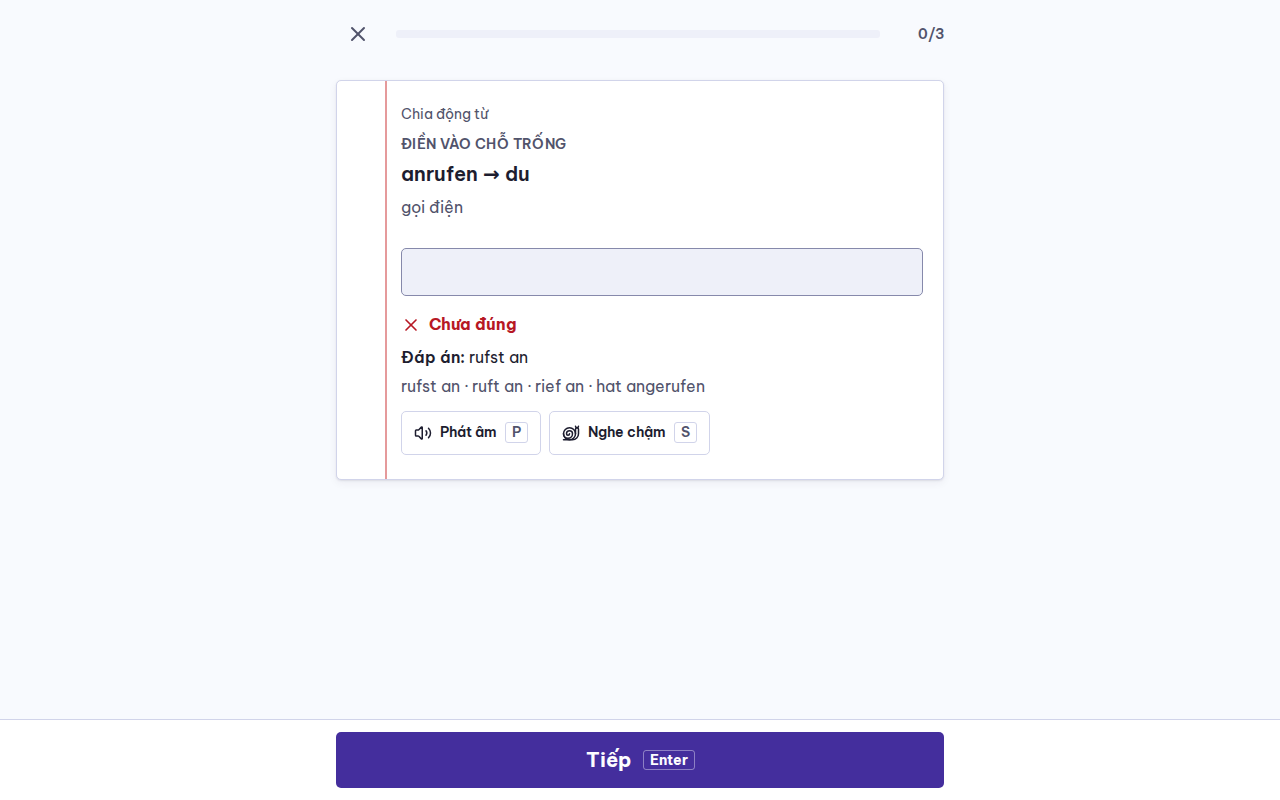 0/3
Chia động từ
ĐIỀN VÀO CHỖ TRỐNG
anrufen → du
gọi điện
Chưa đúng
Đáp án: rufst an
rufst an · ruft an · rief an · hat angerufen
Phát âm P Nghe chậm S
Tiếp Enter